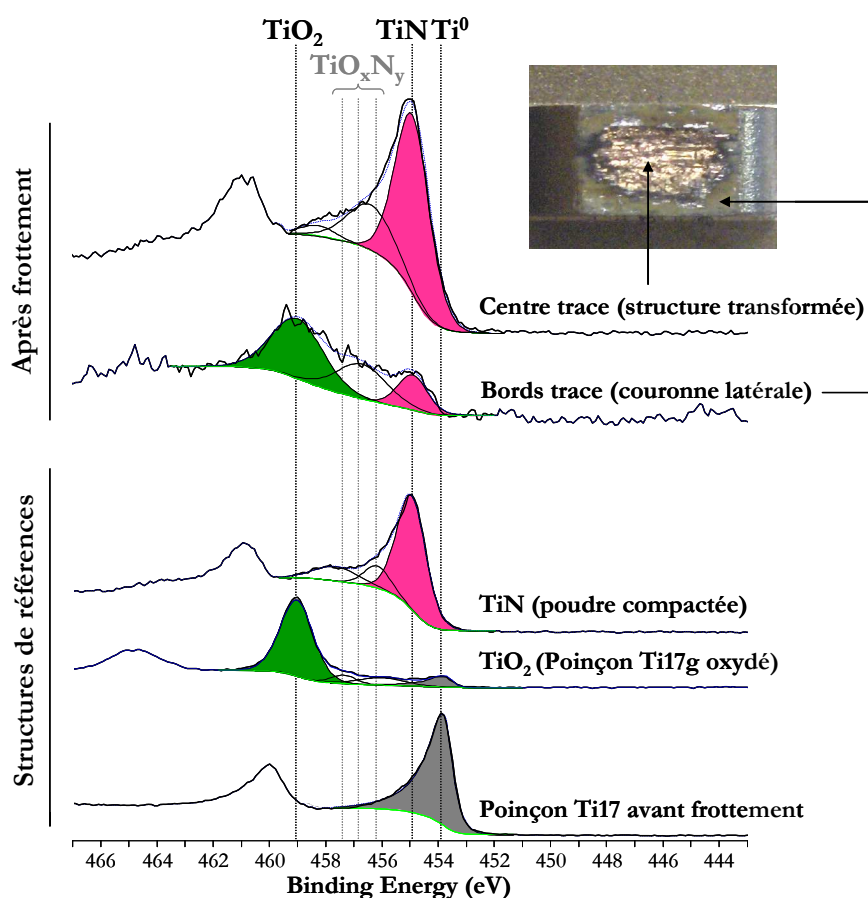 TiO₂
TiN
Ti⁰
TiOₓNᵧ
Après frottement
Centre trace (structure transformée)
Bords trace (couronne latérale)
Structures de référence​s
TiN (poudre compactée)
TiO₂ (Poinçon Ti17g oxydé)
Poinçon Ti17 avant frottement
466 464 462 460 458 456 454 452 450 448 446 444
Binding Energy (eV)